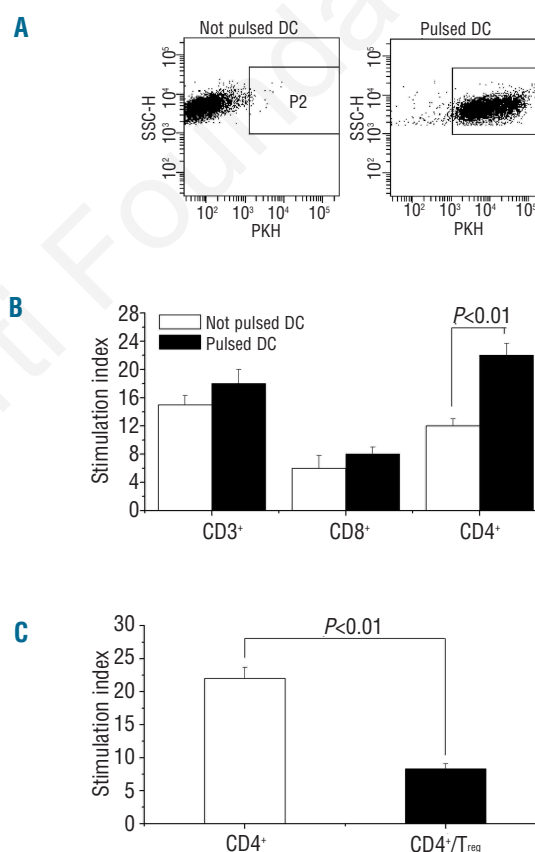 A
Not pulsed DC
Pulsed DC
SSC-H
10⁵
10⁴
10³
10²
P2
10² 10³ 10⁴ 10⁵
PKH
SSC-H
10⁵
10⁴
10³
10²
10² 10³ 10⁴ 10⁵
PKH
B
Stimulation index
28
24
20
16
12
8
4
0
Not pulsed DC
Pulsed DC
P<0.01
CD3⁺ CD8⁺ CD4⁺
C
Stimulation index
30
25
20
15
10
5
0
P<0.01
CD4⁺ CD4⁺/Treg